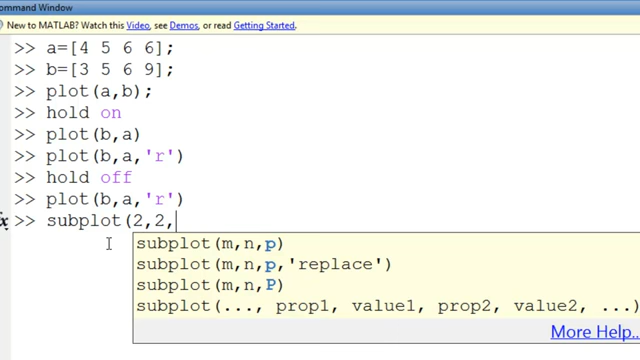 Command Window
New to MATLAB? Watch this Video, see Demos, or read Getting Started.
>> a=[4 5 6 6];
>> b=[3 5 6 9];
>> plot(a,b);
>> hold on
>> plot(b,a)
>> plot(b,a,'r')
>> hold off
>> plot(b,a,'r')
fx >> subplot(2,2,
subplot(m,n,p)
subplot(m,n,p,'replace')
subplot(m,n,P)
subplot(..., prop1, value1, prop2, value2, ...)
More Help...